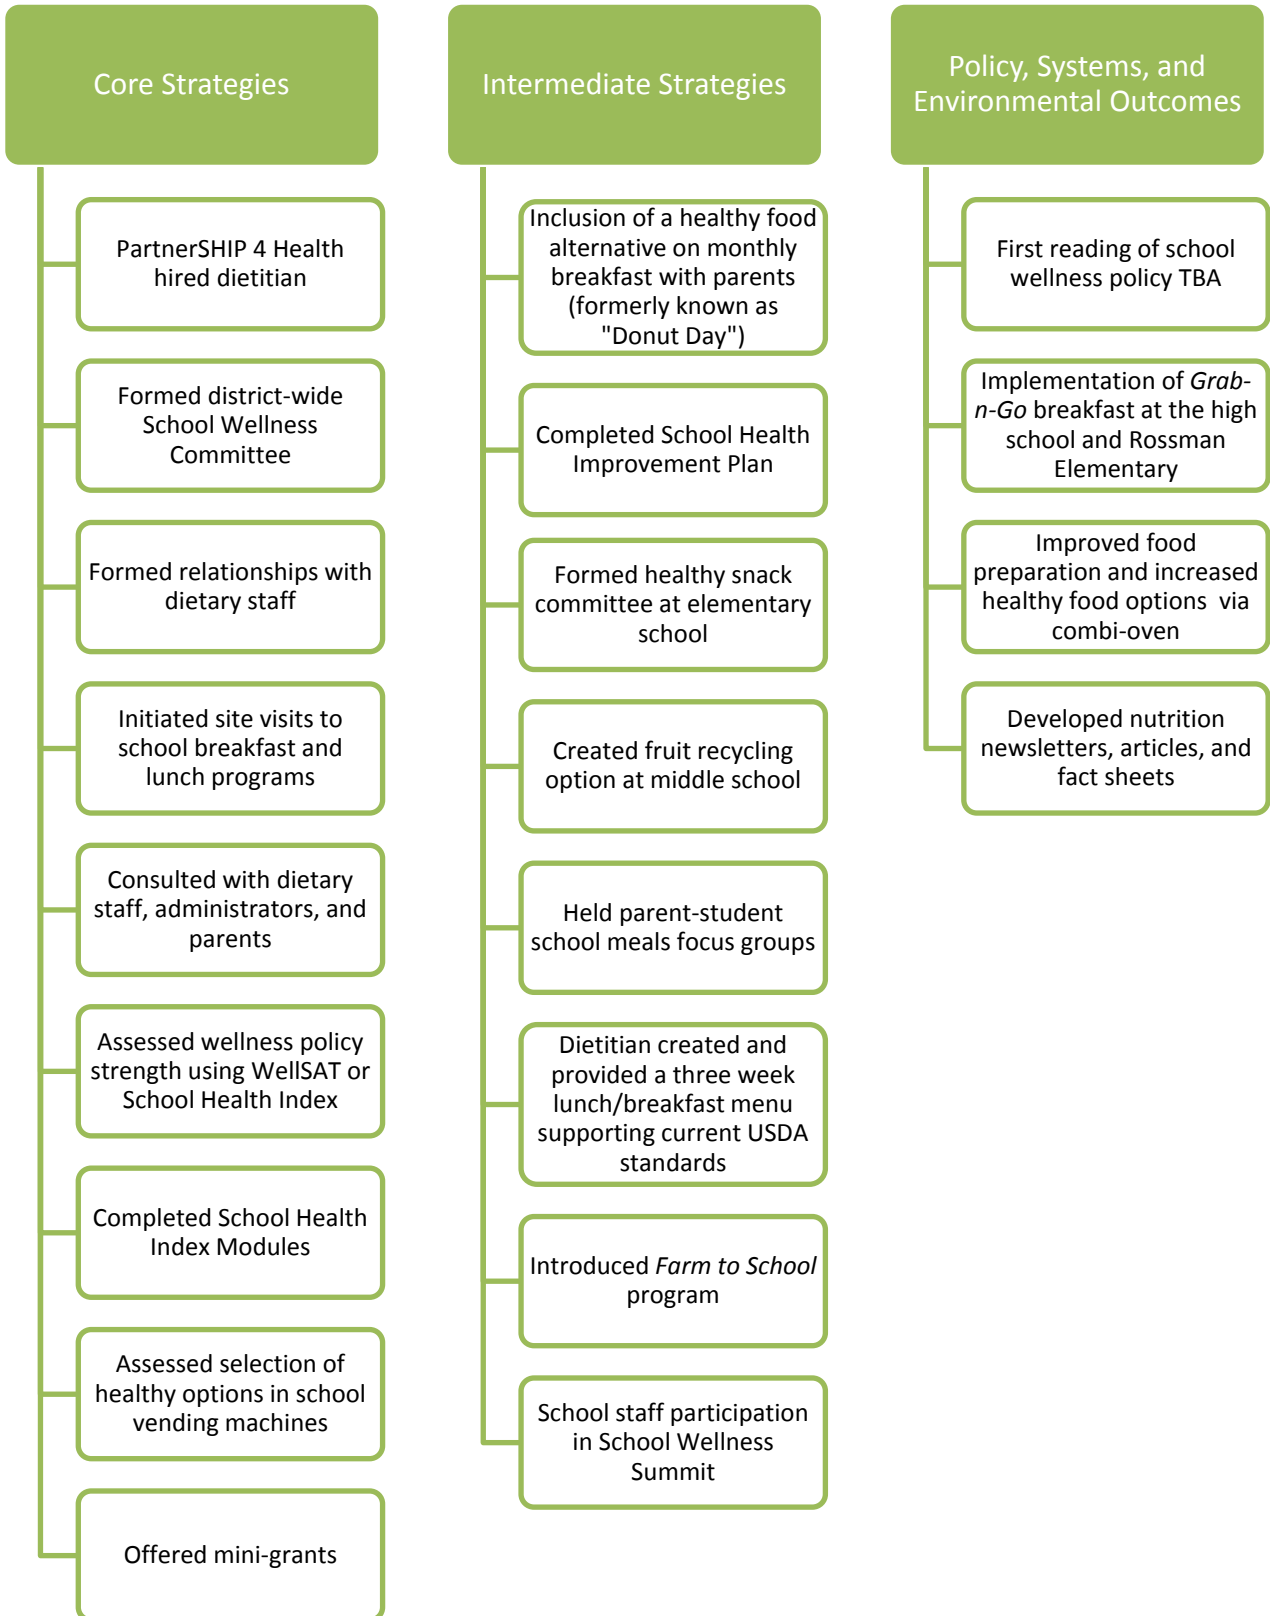 Core Strategies
PartnerSHIP 4 Health
hired dietitian
Formed district-wide
School Wellness
Committee
Formed relationships with
dietary staff
Initiated site visits to
school breakfast and
lunch programs
Consulted with dietary
staff, administrators, and
parents
Assessed wellness policy
strength using WellSAT or
School Health Index
Completed School Health
Index Modules
Assessed selection of
healthy options in school
vending machines
Offered mini-grants
Intermediate Strategies
Inclusion of a healthy food
alternative on monthly
breakfast with parents
(formerly known as
"Donut Day")
Completed School Health
Improvement Plan
Formed healthy snack
committee at elementary
school
Created fruit recycling
option at middle school
Held parent-student
school meals focus groups
Dietitian created and
provided a three week
lunch/breakfast menu
supporting current USDA
standards
Introduced Farm to School
program
School staff participation
in School Wellness
Summit
Policy, Systems, and
Environmental Outcomes
First reading of school
wellness policy TBA
Implementation of Grab-
n-Go breakfast at the high
school and Rossman
Elementary
Improved food
preparation and increased
healthy food options via
combi-oven
Developed nutrition
newsletters, articles, and
fact sheets